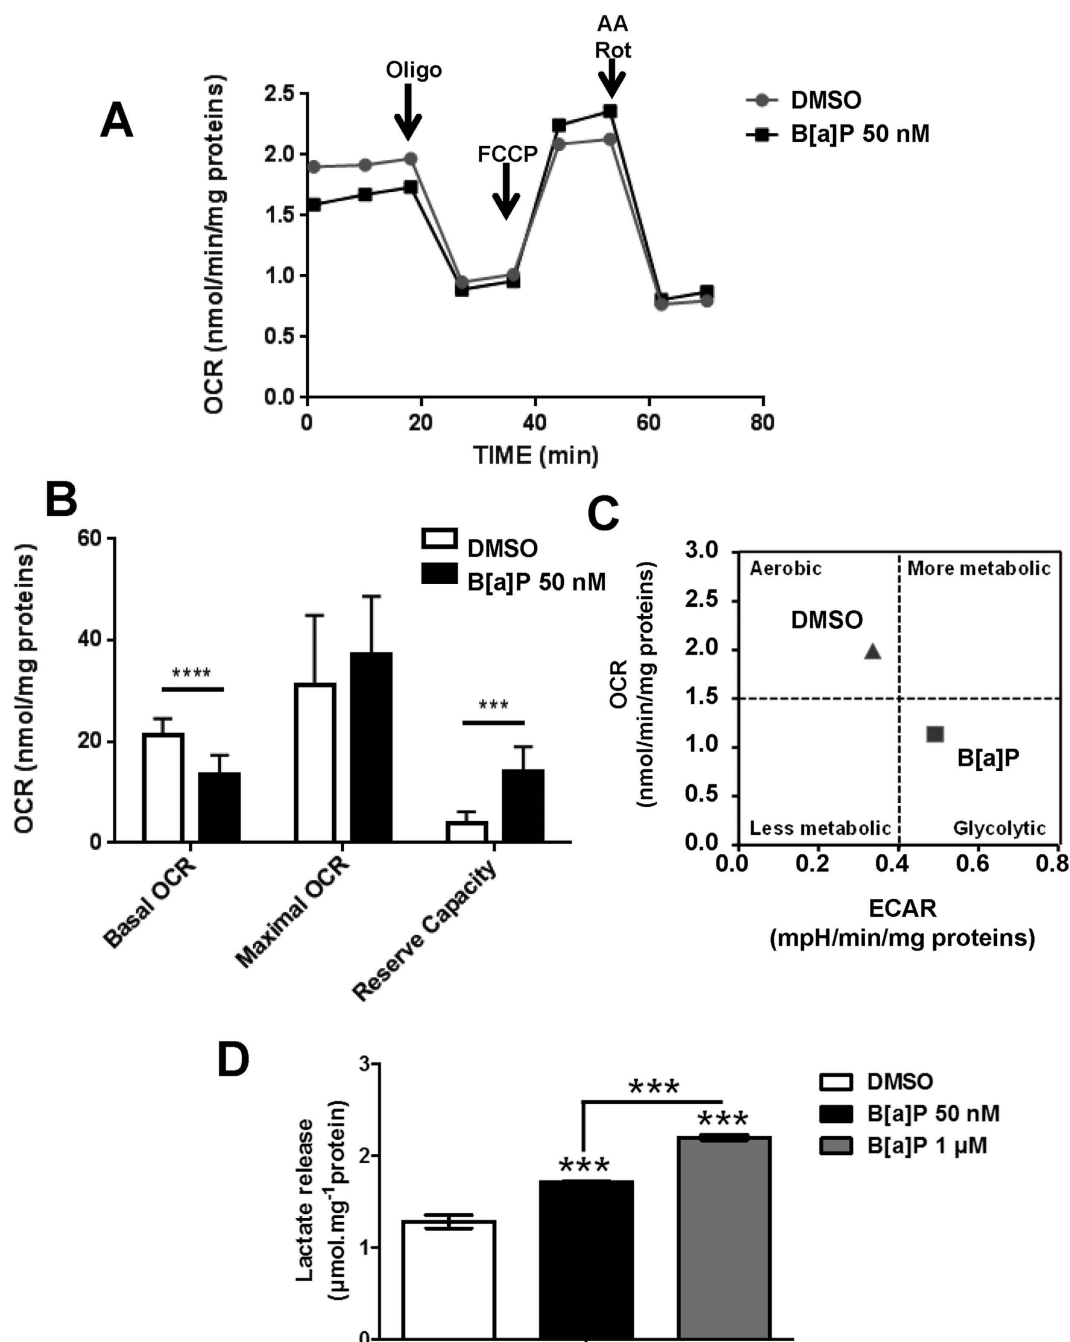 A
Oligo
FCCP
AA
Rot
DMSO
B[a]P 50 nM
OCR (nmol/min/mg proteins)
2.5
2.0
1.5
1.0
0.5
0.0
0 20 40 60 80
TIME (min)
B
DMSO
B[a]P 50 nM
OCR (nmol/mg proteins)
60
40
20
0
****
***
Basal OCR
Maximal OCR
Reserve Capacity
C
OCR
(nmol/min/mg proteins)
3.0
2.5
2.0
1.5
1.0
0.5
0.0
Aerobic
More metabolic
DMSO
B[a]P
Less metabolic
Glycolytic
0.0 0.2 0.4 0.6 0.8
ECAR
(mpH/min/mg proteins)
D
Lactate release
(µmol.mg-1protein)
3
2
1
0
***
***
***
DMSO
B[a]P 50 nM
B[a]P 1 µM